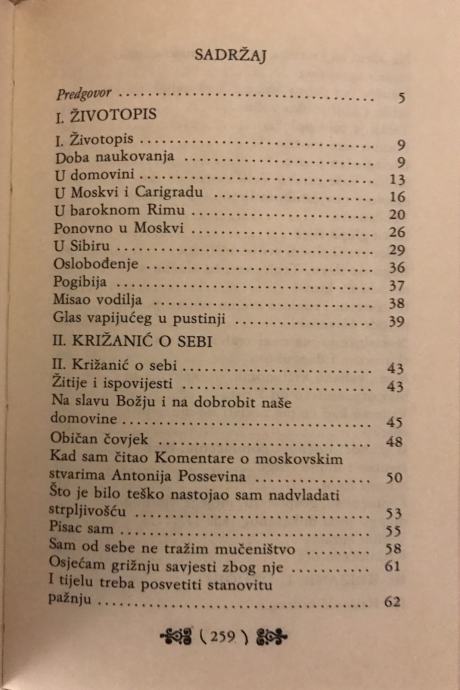 SADRŽAJ
Predgovor ................................ 5
I. ŽIVOTOPIS
I. Životopis ................................ 9
Doba naukovanja ................................ 9
U domovini ................................ 13
U Moskvi i Carigradu ................................ 16
U baroknom Rimu ................................ 20
Ponovno u Moskvi ................................ 26
U Sibiru ................................ 29
Oslobođenje ................................ 36
Pogibija ................................ 37
Misao vodilja ................................ 38
Glas vapijućeg u pustinji ................................ 39
II. KRIŽANIĆ O SEBI
II. Križanić o sebi ................................ 43
Žitije i ispovijesti ................................ 43
Na slavu Božju i na dobrobit naše
domovine ................................ 45
Običan čovjek ................................ 48
Kad sam čitao Komentare o moskovskim
stvarima Antonija Possevina ................................ 50
Što je bilo teško nastojao sam nadvladati
strpljivošću ................................ 53
Pisac sam ................................ 55
Sam od sebe ne tražim mučeništvo .......... 58
Osjećam grižnju savjesti zbog nje .......... 61
I tijelu treba posvetiti stanovitu
pažnju ................................ 62
(259)